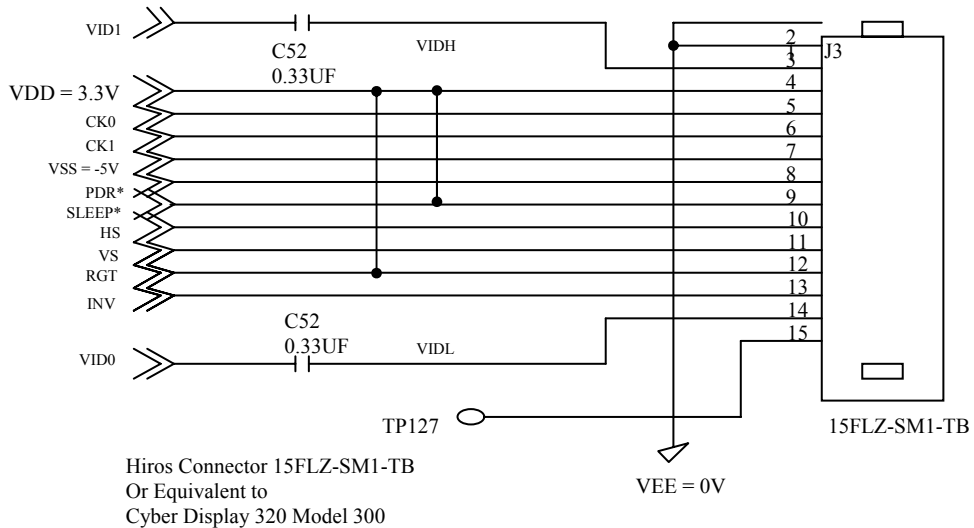 VID1
C52
0.33UF
VIDH
VDD = 3.3V
CK0
CK1
VSS = -5V
PDR*
SLEEP*
HS
VS
RGT
INV
C52
0.33UF
VID0
VIDL
TP127
2
1
3
4
5
6
7
8
9
10
11
12
13
14
15
J3
15FLZ-SM1-TB
VEE = 0V
Hiros Connector 15FLZ-SM1-TB
Or Equivalent to
Cyber Display 320 Model 300